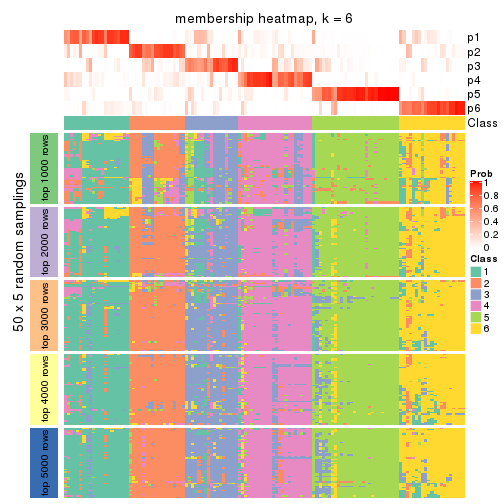 membership heatmap, k = 6
p1
p2
p3
p4
p5
p6
Class
50 x 5 random samplings
top 1000 rows
top 2000 rows
top 3000 rows
top 4000 rows
top 5000 rows
Prob
1
0.8
0.6
0.4
0.2
0
Class
1
2
3
4
5
6